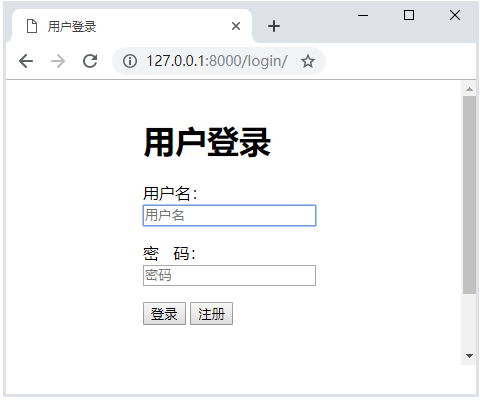 用户登录
127.0.0.1:8000/login/
用户登录
用户名:
用户名
密 码:
密码
登录 注册